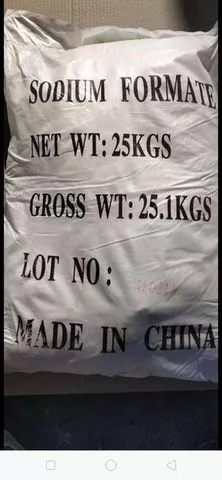 SODIUM FORMATE
NET WT: 25KGS
GROSS WT: 25.1KGS
LOT NO:
MADE IN CHINA